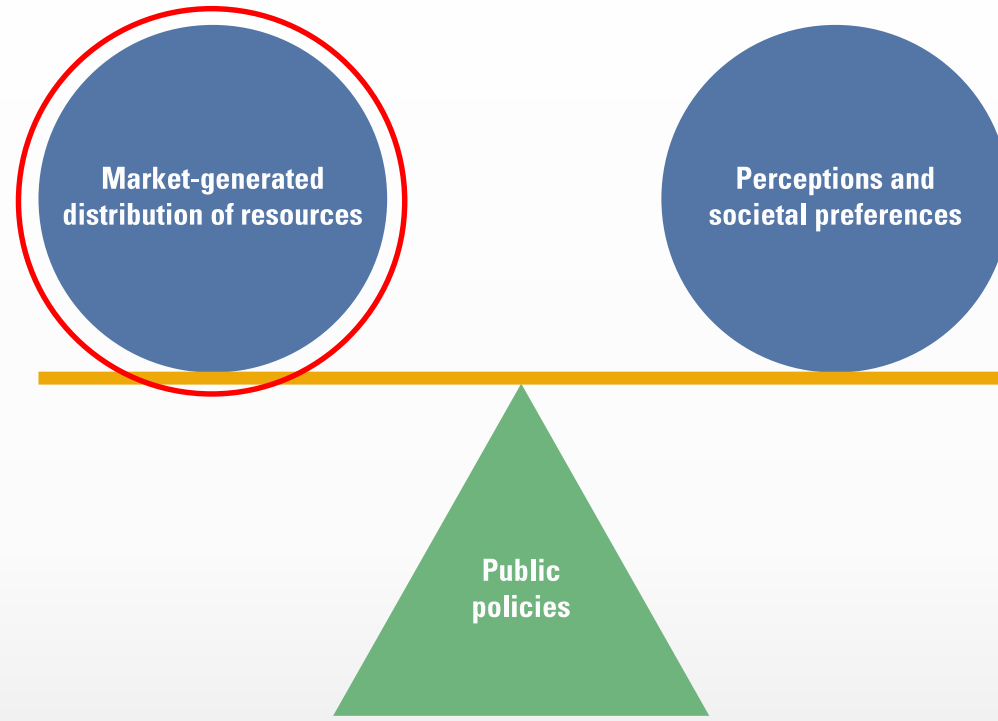 Market-generated
distribution of resources
Perceptions and
societal preferences
Public
policies